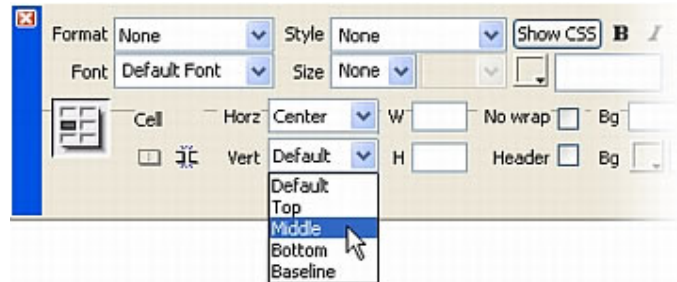 Format None Style None Show CSS B I
Font Default Font Size None
Cell Horz Center W No wrap Bg
Vert Default H Header Bg
Default
Top
Middle
Bottom
Baseline